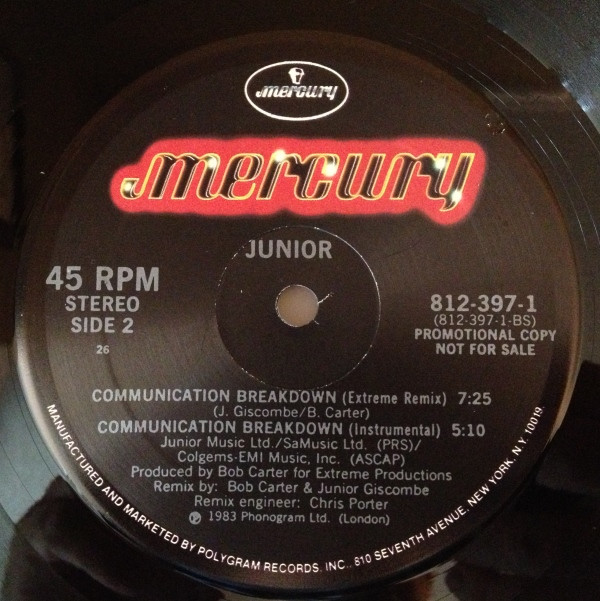 mercury
mercury
JUNIOR
45 RPM
STEREO
SIDE 2
26
812-397-1
(812-397-1-BS)
PROMOTIONAL COPY
NOT FOR SALE
COMMUNICATION BREAKDOWN (Extreme Remix) 7:25
(J. Giscombe/B. Carter)
COMMUNICATION BREAKDOWN (Instrumental) 5:10
Junior Music Ltd./SaMusic Ltd. (PRS)/
Colgems-EMI Music, Inc. (ASCAP)
Produced by Bob Carter for Extreme Productions
Remix by: Bob Carter & Junior Giscombe
Remix engineer: Chris Porter
℗ 1983 Phonogram Ltd. (London)
MANUFACTURED AND MARKETED BY POLYGRAM RECORDS, INC., 810 SEVENTH AVENUE, NEW YORK, N.Y. 10019.